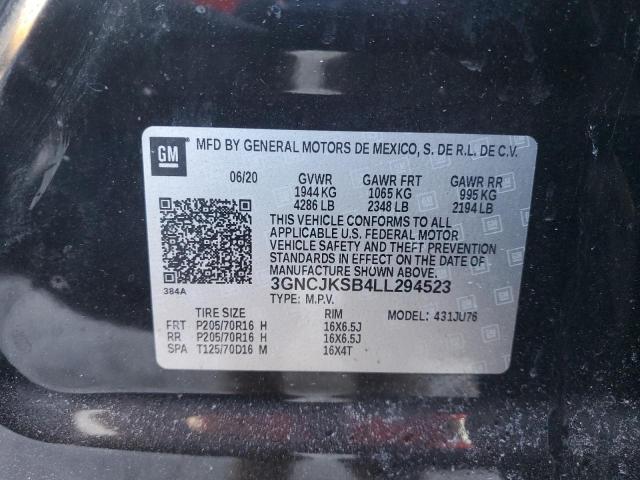 GM MFD BY GENERAL MOTORS DE MEXICO, S. DE R.L. DE C.V.
06/20 GVWR GAWR FRT GAWR RR
1944 KG 1065 KG 995 KG
4286 LB 2348 LB 2194 LB
THIS VEHICLE CONFORMS TO ALL
APPLICABLE U.S. FEDERAL MOTOR
VEHICLE SAFETY AND THEFT PREVENTION
STANDARDS IN EFFECT ON THE DATE OF
MANUFACTURE SHOWN ABOVE.
384A 3GNCJKSB4LL294523
TYPE: M.P.V.
TIRE SIZE RIM MODEL: 431JU76
FRT P205/70R16 H 16X6.5J
RR P205/70R16 H 16X6.5J
SPA T125/70D16 M 16X4T